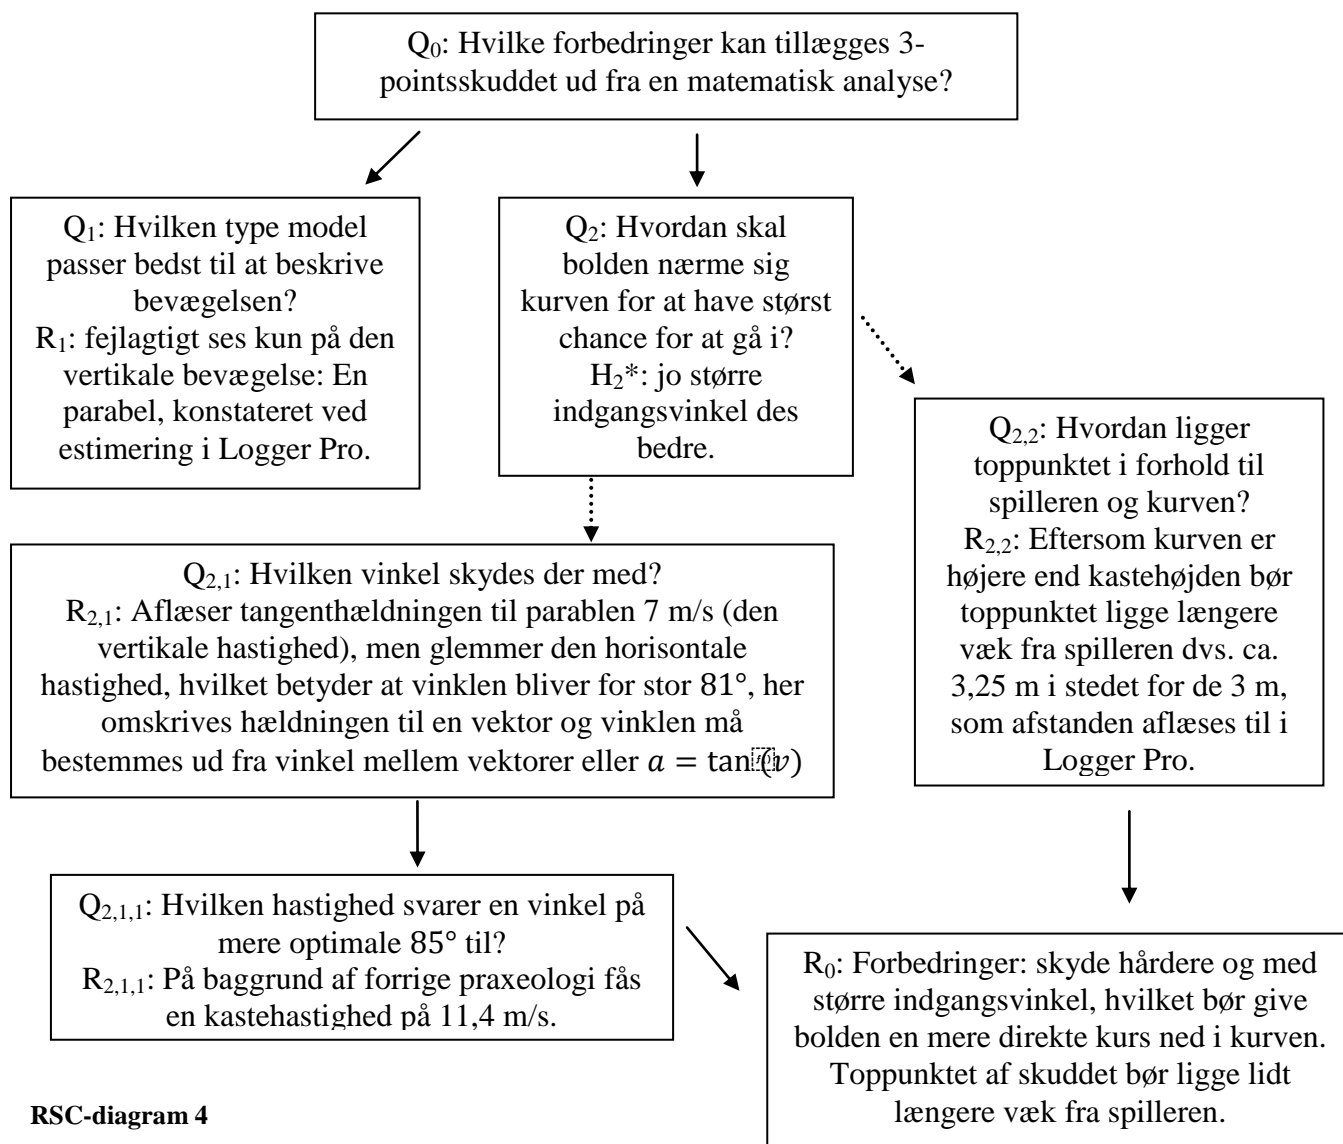 Q₀: Hvilke forbedringer kan tillægges 3-
pointsskuddet ud fra en matematisk analyse?
Q₁: Hvilken type model
passer bedst til at beskrive
bevægelsen?
R₁: fejlagtigt ses kun på den
vertikale bevægelse: En
parabel, konstateret ved
estimering i Logger Pro.
Q₂: Hvordan skal
bolden nærme sig
kurven for at have størst
chance for at gå i?
H₂*: jo større
indgangsvinkel des
bedre.
Q₂,₂: Hvordan ligger
toppunktet i forhold til
spilleren og kurven?
R₂,₂: Eftersom kurven er
højere end kastehøjden bør
toppunktet ligge længere
væk fra spilleren dvs. ca.
3,25 m i stedet for de 3 m,
som afstanden aflæses til i
Logger Pro.
Q₂,₁: Hvilken vinkel skydes der med?
R₂,₁: Aflæser tangenthældningen til parablen 7 m/s (den
vertikale hastighed), men glemmer den horisontale
hastighed, hvilket betyder at vinklen bliver for stor 81°, her
omskrives hældningen til en vektor og vinklen må
bestemmes ud fra vinkel mellem vektorer eller a = tan(v)
Q₂,₁,₁: Hvilken hastighed svarer en vinkel på
mere optimale 85° til?
R₂,₁,₁: På baggrund af forrige praxeologi fås
en kastehastighed på 11,4 m/s.
R₀: Forbedringer: skyde hårdere og med
større indgangsvinkel, hvilket bør give
bolden en mere direkte kurs ned i kurven.
Toppunktet af skuddet bør ligge lidt
længere væk fra spilleren.
RSC-diagram 4